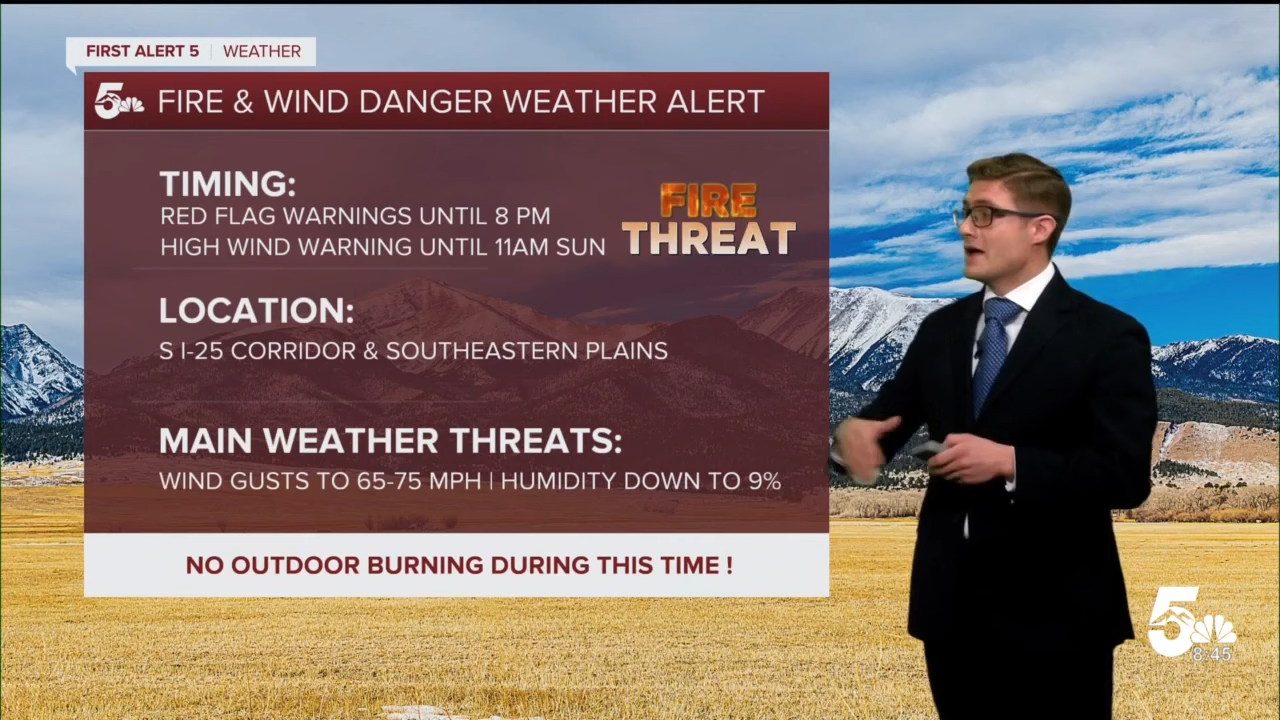 FIRST ALERT 5 | WEATHER
5 FIRE & WIND DANGER WEATHER ALERT
TIMING:
RED FLAG WARNINGS UNTIL 8 PM
HIGH WIND WARNING UNTIL 11AM SUN
FIRE
THREAT
LOCATION:
S I-25 CORRIDOR & SOUTHEASTERN PLAINS
MAIN WEATHER THREATS:
WIND GUSTS TO 65-75 MPH | HUMIDITY DOWN TO 9%
NO OUTDOOR BURNING DURING THIS TIME !
5
8:45